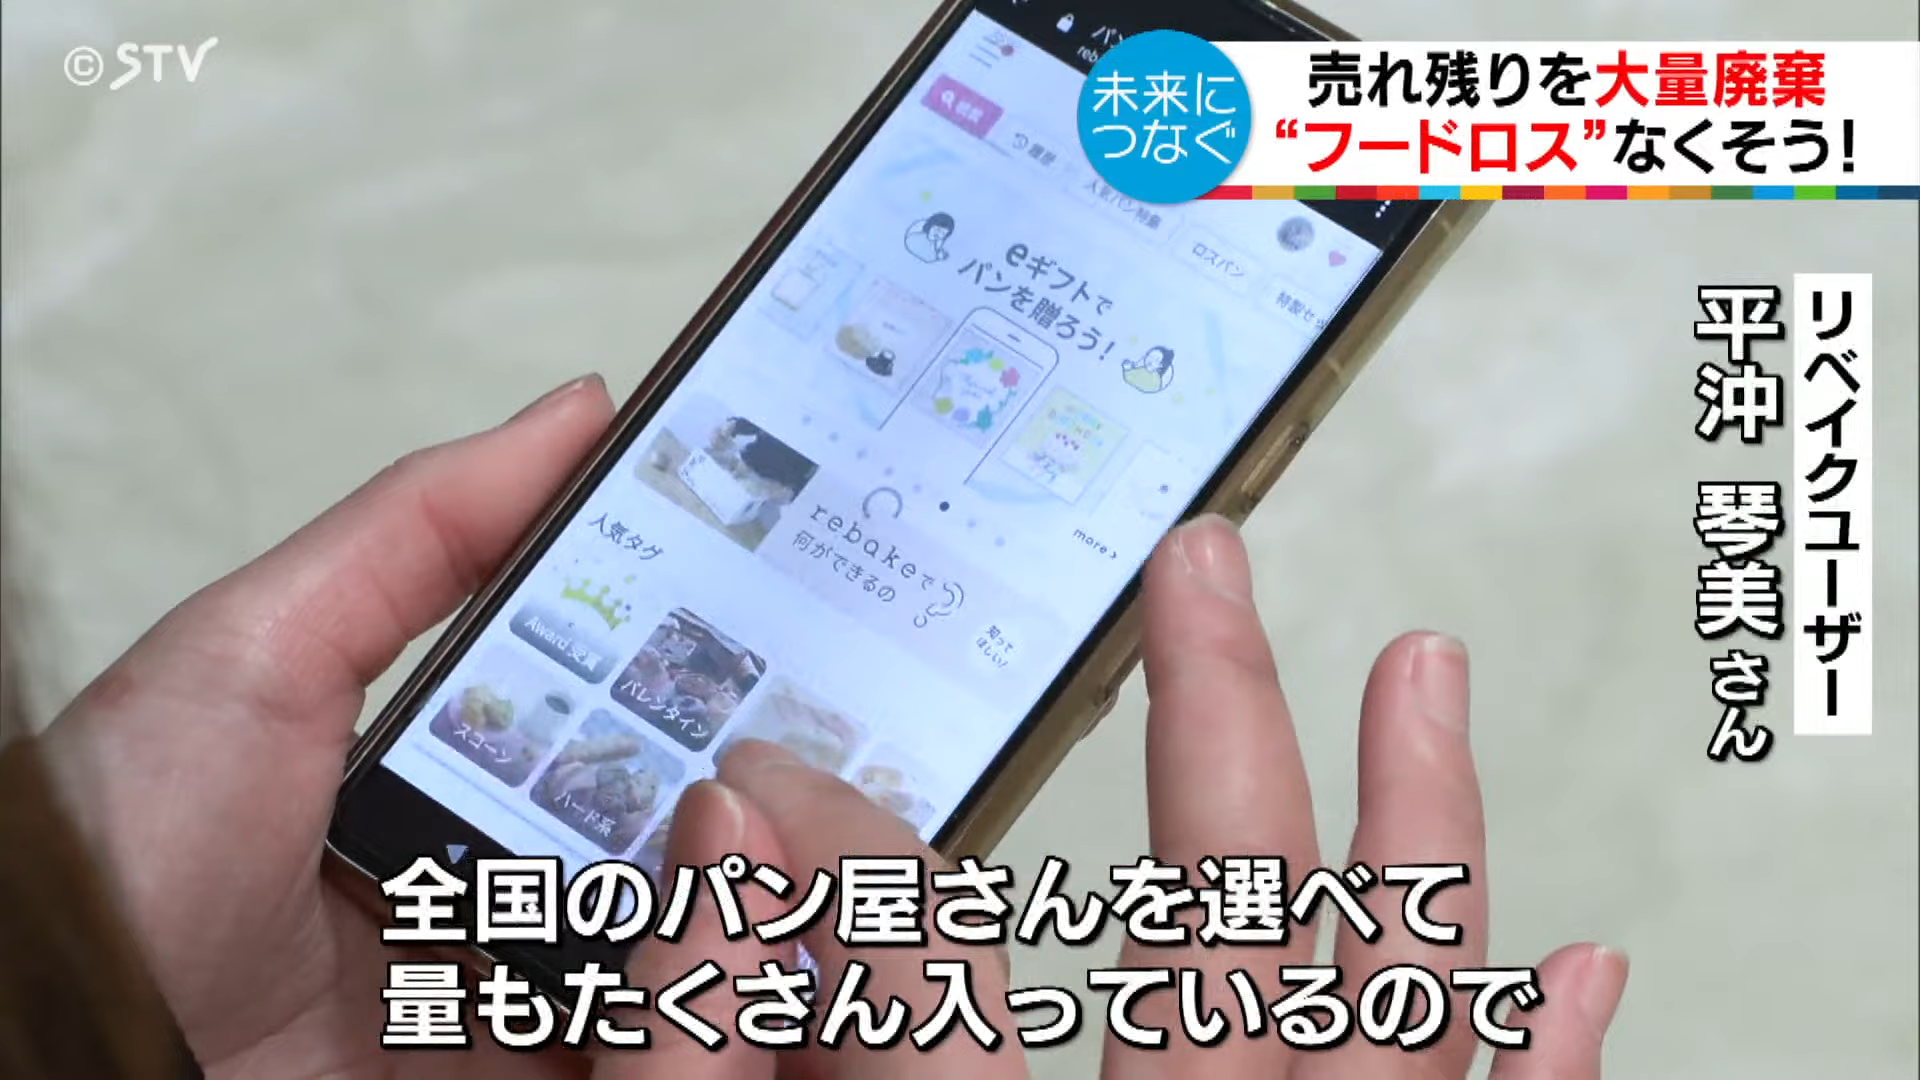 ©STV
未来に
つなぐ
売れ残りを大量廃棄
“フードロス”なくそう!
リベイクユーザー
平沖 琴美さん
検索
履歴
人気パン特集
ロスパン
eギフトで
パンを贈ろう!
more>
rebakeで
何ができるの
?
知って
ほしい!
人気タグ
Award受賞
バレンタイン
スコーン
ハード系
全国のパン屋さんを選べて
量もたくさん入っているので